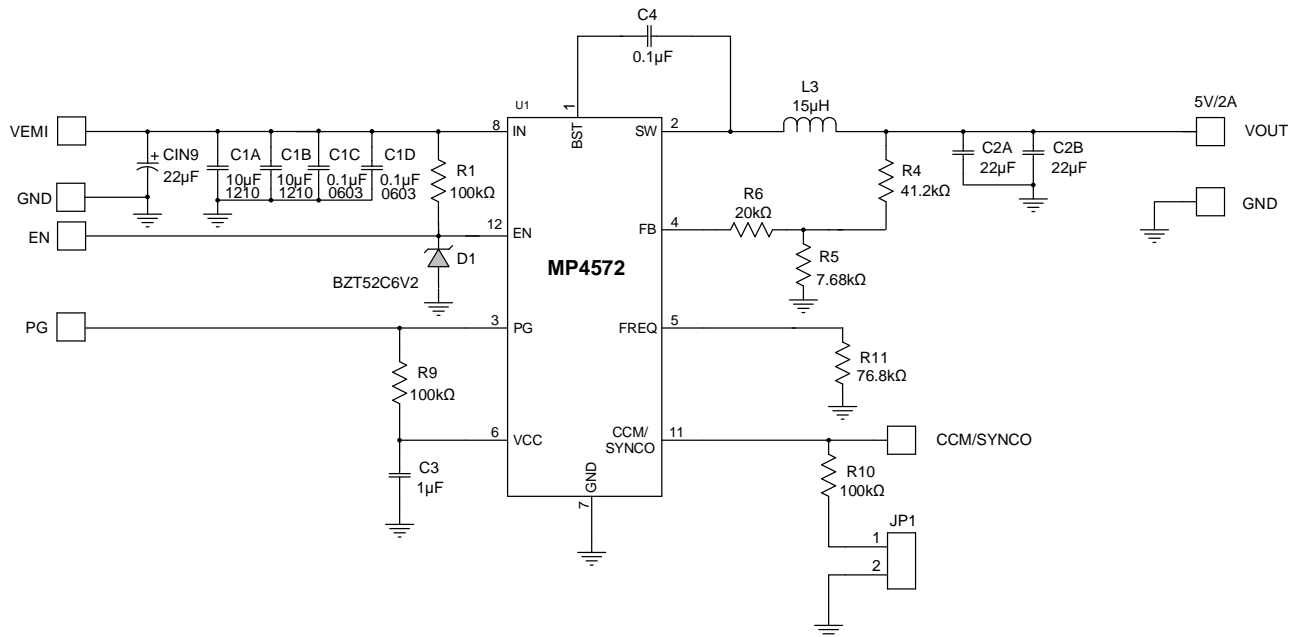 C4
0.1µF
U1
1
BST
L3
15µH
5V/2A
VEMI
8
IN
SW
2
VOUT
+
CIN9
22µF
C1A
10µF
1210
C1B
10µF
1210
C1C
0.1µF
0603
C1D
0.1µF
0603
R1
100kΩ
R4
41.2kΩ
C2A
22µF
C2B
22µF
GND
GND
EN
12
EN
FB
4
R6
20kΩ
D1
BZT52C6V2
MP4572
R5
7.68kΩ
PG
3
PG
FREQ
5
R9
100kΩ
R11
76.8kΩ
6
VCC
CCM/
SYNCO
11
CCM/SYNCO
C3
1µF
GND
7
R10
100kΩ
JP1
1
2